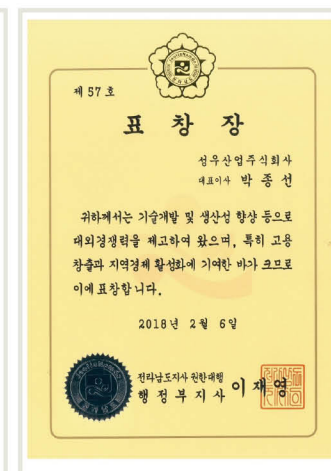 제 57 호
표 창 장
성우산업주식회사
대표이사 박 종 선
귀하께서는 기술개발 및 생산성 향상 등으로
대외경쟁력을 제고하여 왔으며, 특히 고용
창출과 지역경제 활성화에 기여한 바가 크므로
이에 표창합니다.
2018년 2월 6일
전라남도지사 권한대행
행 정 부 지 사 이 재 영